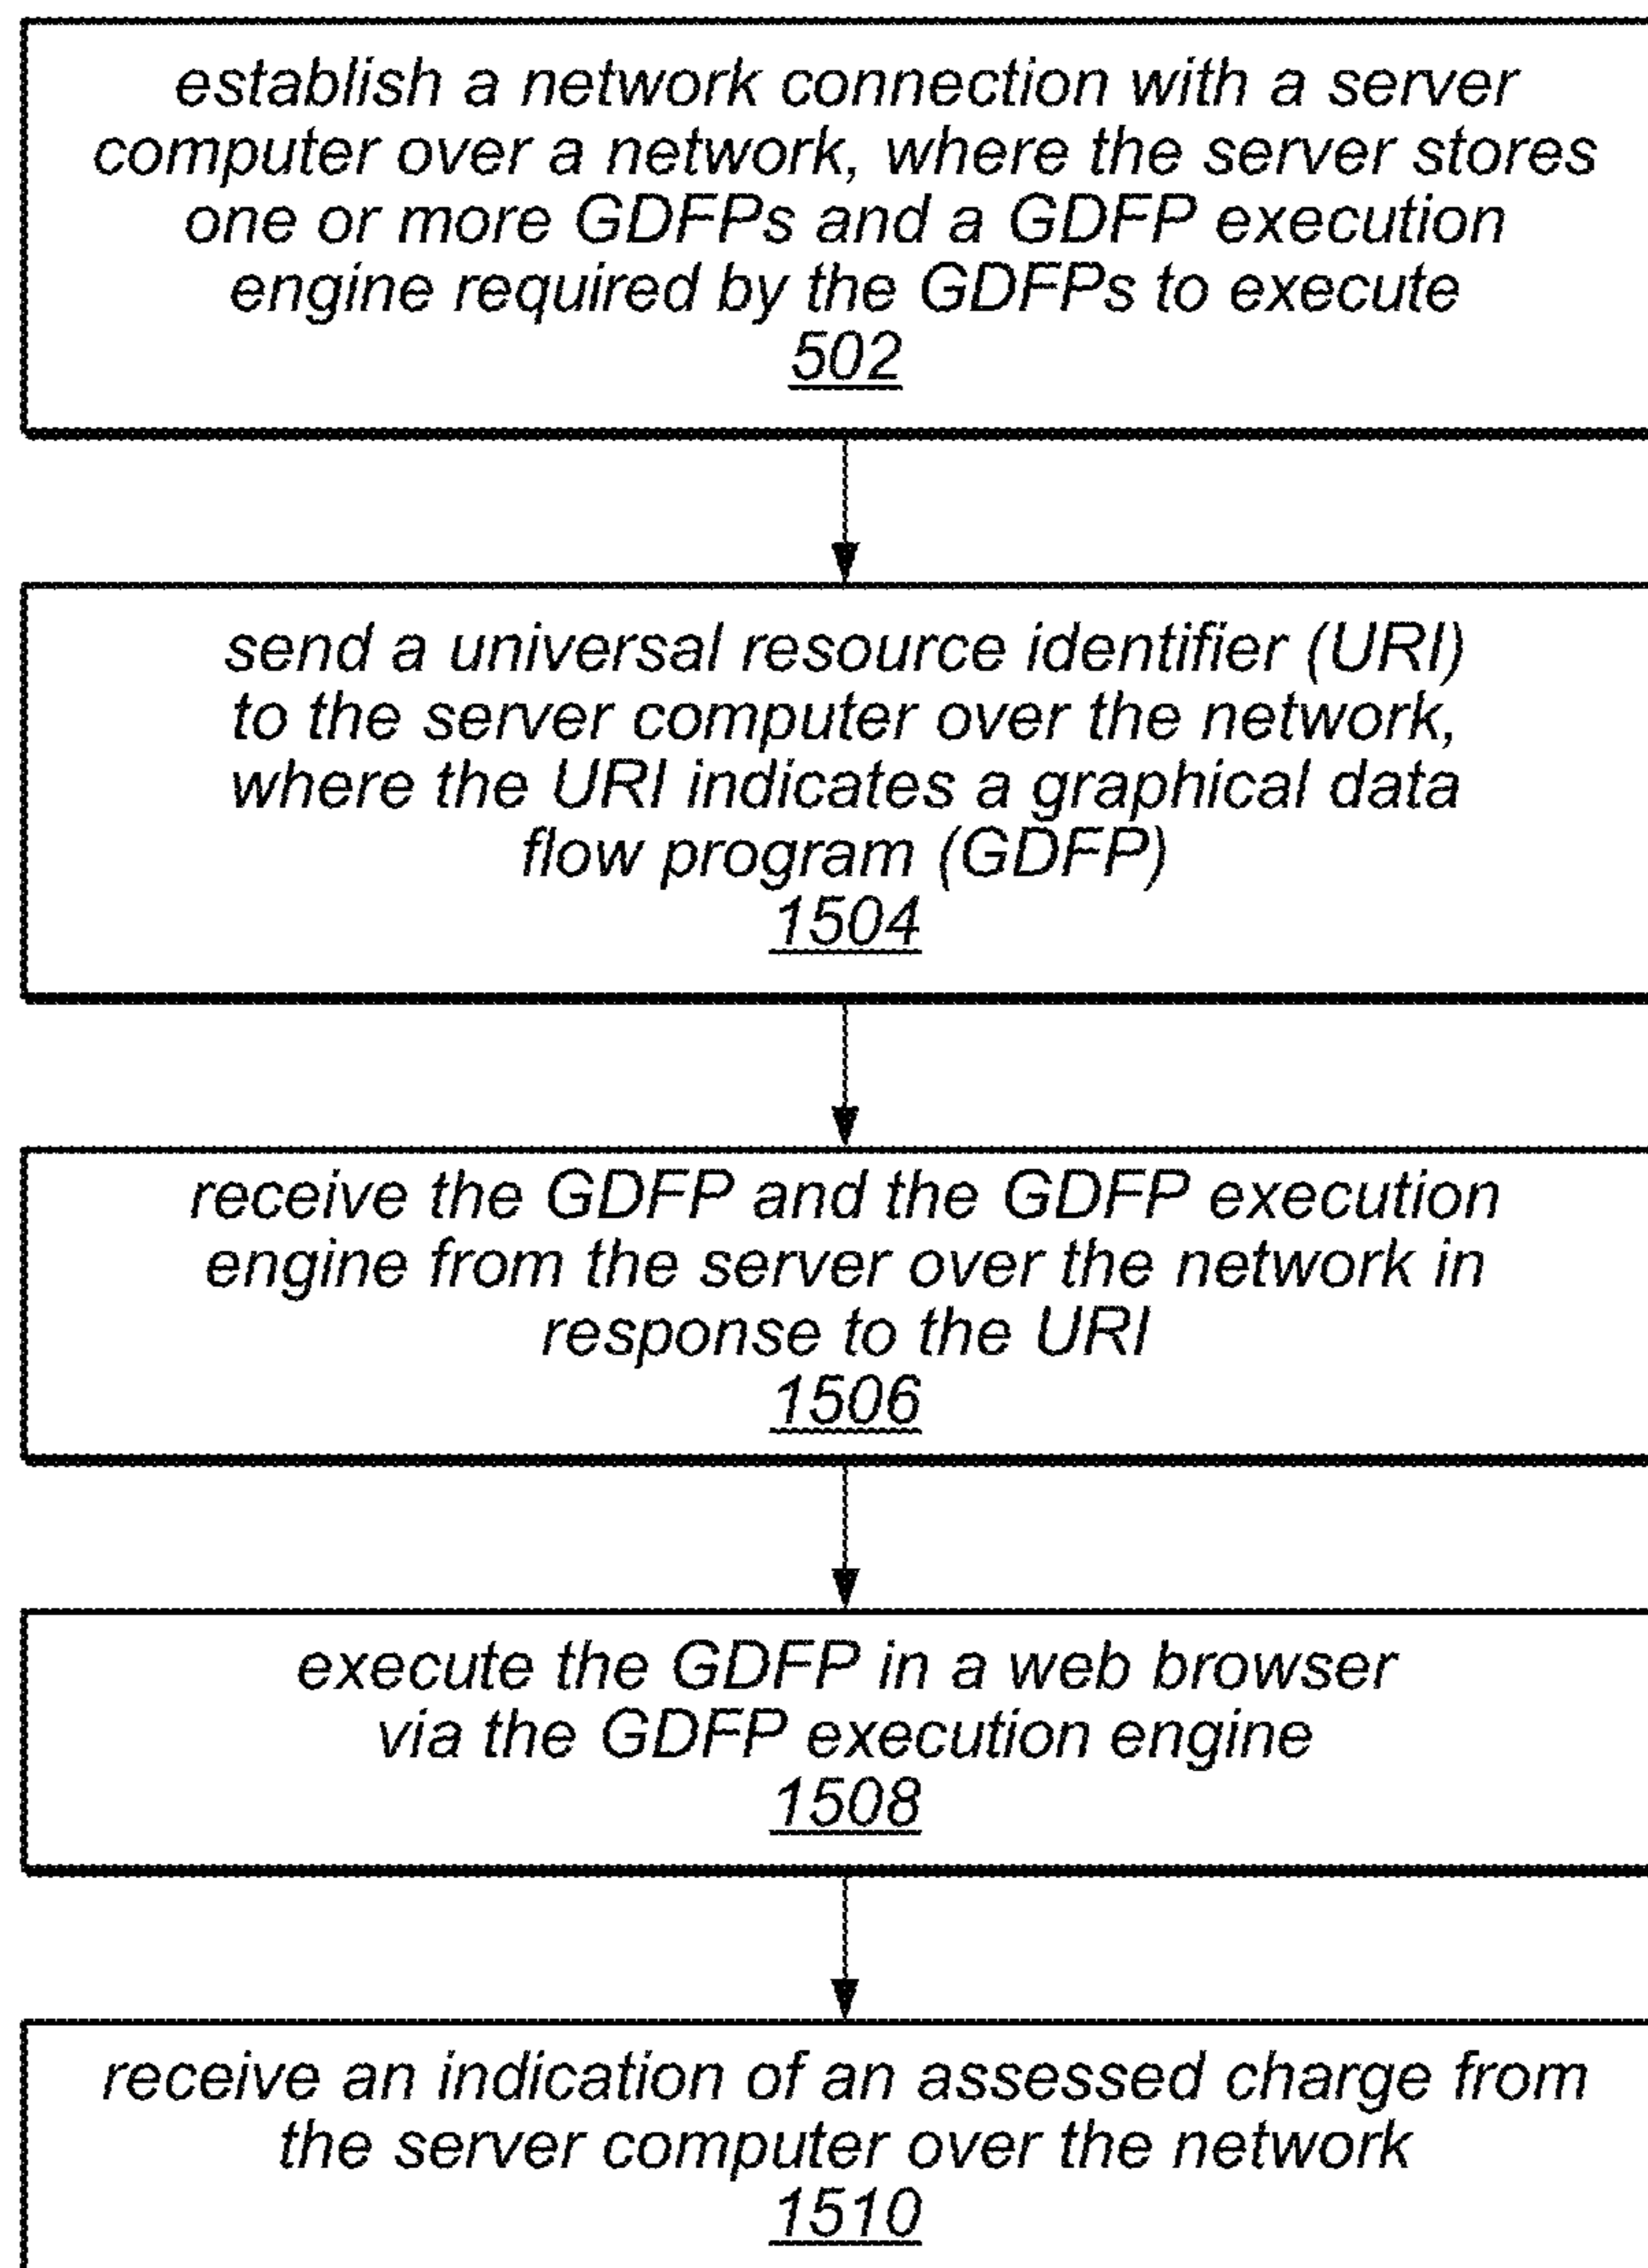 establish a network connection with a server
computer over a network, where the server stores
one or more GDFPs and a GDFP execution
engine required by the GDFPs to execute
502
send a universal resource identifier (URI)
to the server computer over the network,
where the URI indicates a graphical data
flow program (GDFP)
1504
receive the GDFP and the GDFP execution
engine from the server over the network in
response to the URI
1506
execute the GDFP in a web browser
via the GDFP execution engine
1508
receive an indication of an assessed charge from
the server computer over the network
1510